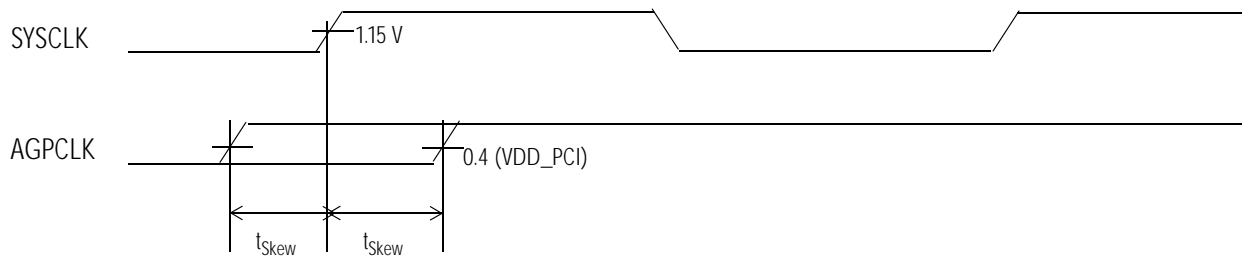 SYSCLK
1.15 V
AGPCLK
0.4 (VDD_PCI)
tSkew tSkew